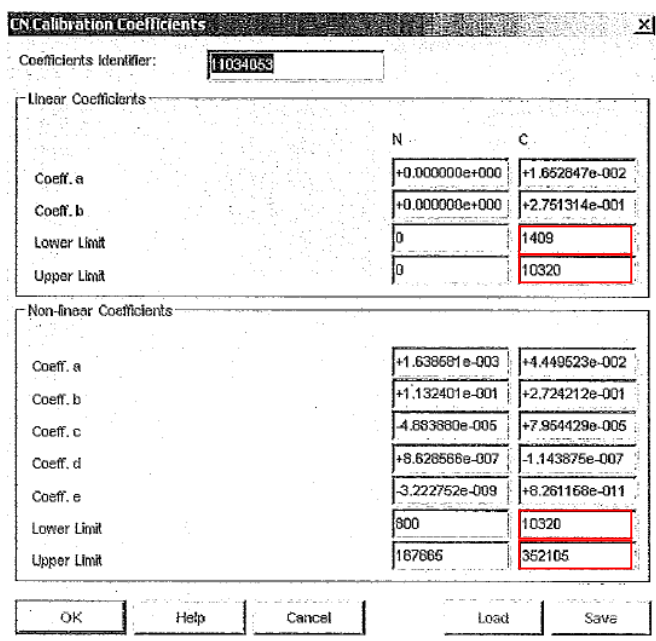 CN Calibration Coefficients
Coefficients Identifier: 11034053
Linear Coefficients
N C
Coeff. a +0.000000e+000 +1.652847e-002
Coeff. b +0.000000e+000 +2.751314e-001
Lower Limit 0 1409
Upper Limit 0 10320
Non-linear Coefficients
Coeff. a +1.638581e-003 +4.449523e-002
Coeff. b +1.132401e-001 +2.724212e-001
Coeff. c -4.883880e-005 +7.954429e-005
Coeff. d +8.628566e-007 -1.143875e-007
Coeff. e -3.222752e-009 +8.261158e-011
Lower Limit 800 10320
Upper Limit 167665 352105
OK Help Cancel Load Save